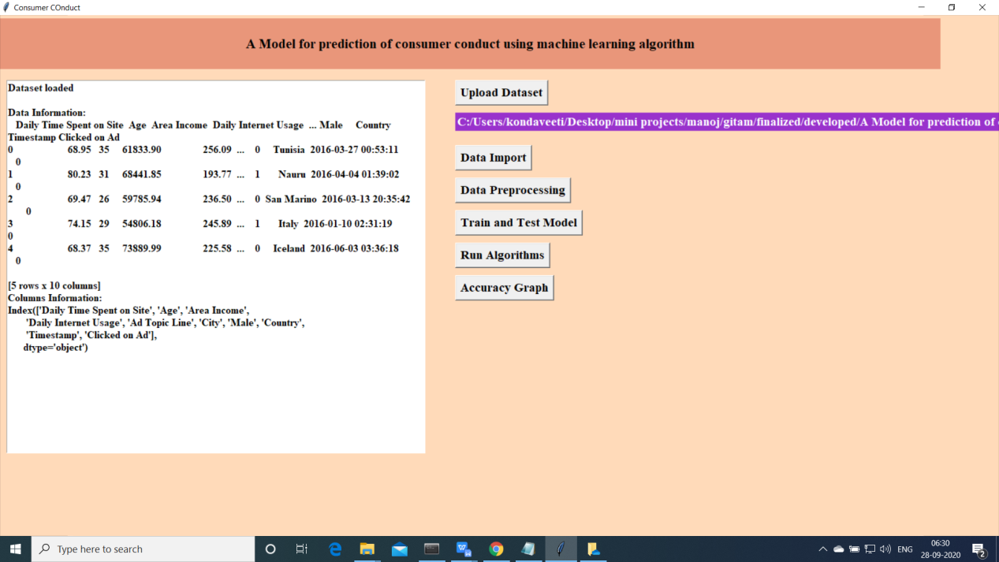 Consumer COnduct
A Model for prediction of consumer conduct using machine learning algorithm
Dataset loaded
Data Information:
Daily Time Spent on Site Age Area Income Daily Internet Usage ... Male Country
Timestamp Clicked on Ad
0 68.95 35 61833.90 256.09 ... 0 Tunisia 2016-03-27 00:53:11
0
1 80.23 31 68441.85 193.77 ... 1 Nauru 2016-04-04 01:39:02
0
2 69.47 26 59785.94 236.50 ... 0 San Marino 2016-03-13 20:35:42
0
3 74.15 29 54806.18 245.89 ... 1 Italy 2016-01-10 02:31:19
0
4 68.37 35 73889.99 225.58 ... 0 Iceland 2016-06-03 03:36:18
0
[5 rows x 10 columns]
Columns Information:
Index(['Daily Time Spent on Site', 'Age', 'Area Income',
'Daily Internet Usage', 'Ad Topic Line', 'City', 'Male', 'Country',
'Timestamp', 'Clicked on Ad'],
dtype='object')
Upload Dataset
C:/Users/kondaveeti/Desktop/mini projects/manoj/gitam/finalized/developed/A Model for prediction of
Data Import
Data Preprocessing
Train and Test Model
Run Algorithms
Accuracy Graph
Type here to search
ENG
06:30
28-09-2020
2